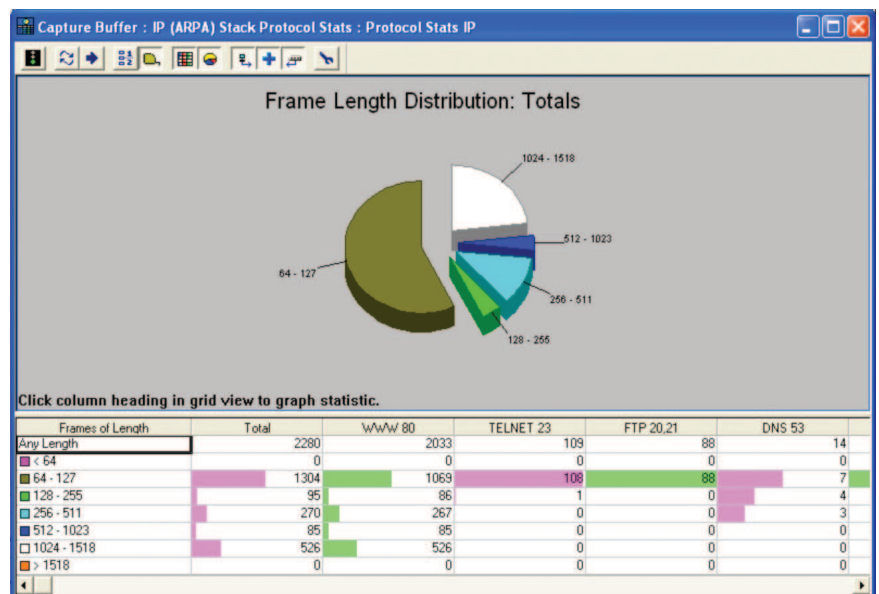 Capture Buffer : IP (ARPA) Stack Protocol Stats : Protocol Stats IP
Frame Length Distribution: Totals
1024 - 1518
512 - 1023
64 - 127
256 - 511
128 - 255
Click column heading in grid view to graph statistic.
Frames of Length Total WWW 80 TELNET 23 FTP 20,21 DNS 53
Any Length 2280 2033 109 88 14
< 64 0 0 0 0 0
64 - 127 1304 1069 108 88 7
128 - 255 95 86 1 0 4
256 - 511 270 267 0 0 3
512 - 1023 85 85 0 0 0
1024 - 1518 526 526 0 0 0
> 1518 0 0 0 0 0